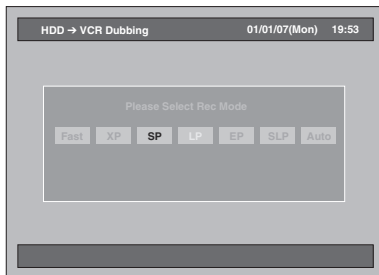 HDD → VCR Dubbing 01/01/07(Mon) 19:53
Please Select Rec Mode
Fast XP SP LP EP SLP Auto